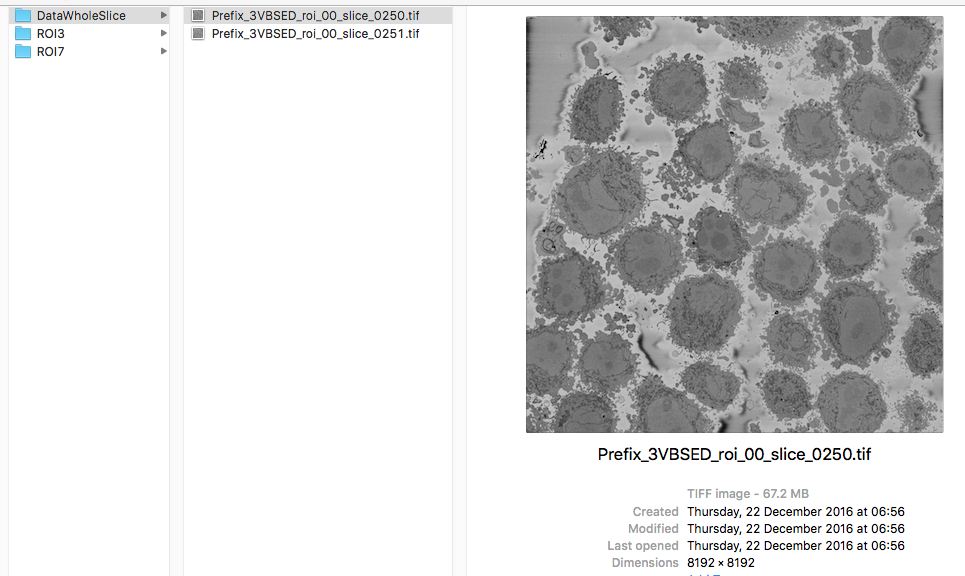 DataWholeSlice
ROI3
ROI7
Prefix_3VBSED_roi_00_slice_0250.tif
Prefix_3VBSED_roi_00_slice_0251.tif
Prefix_3VBSED_roi_00_slice_0250.tif
TIFF image - 67.2 MB
Created Thursday, 22 December 2016 at 06:56
Modified Thursday, 22 December 2016 at 06:56
Last opened Thursday, 22 December 2016 at 06:56
Dimensions 8192 × 8192